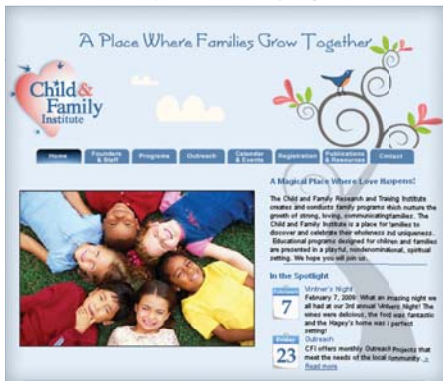 A Place Where Families Grow Together
Child &
Family
Institute
Home
Founders & Staff
Programs
Outreach
Calendar & Events
Registration
Publications & Resources
Contact
A Magical Place Where Love Happens!
The Child and Family Research and Training Institute
creates and conducts family programs which nurture the
growth of strong, loving, communicatingfamilies. The
Child and Family Institute is a place for families to
discover and celebrate their wholeness and uniqueness.
Educational programs designed for children and families
are presented in a playful, nondenominational, spiritual
setting. We hope you will join us.
In the Spotlight
7
Vintner's Night
February 7, 2009: What an amazing night we
all had at our 3rd annual Vintners Night! The
wines were delicious, the food was fantastic
and the Hagey's home was a perfect
setting!
23
Outreach
CFI offers monthly Outreach Projects that
meet the needs of the local community.
Read more